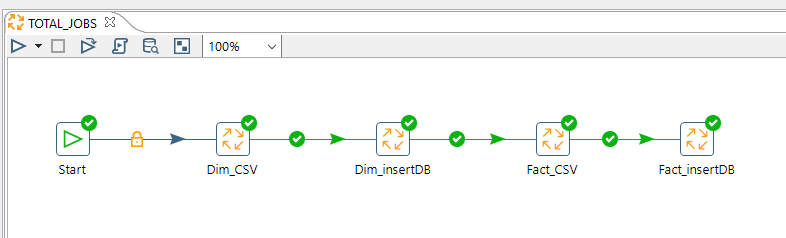 TOTAL_JOBS
100%
Start
Dim_CSV
Dim_insertDB
Fact_CSV
Fact_insertDB